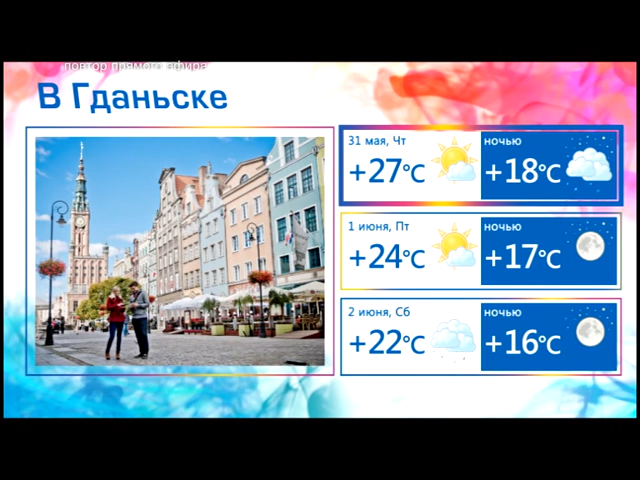 повтор прямого эфира
В Гданьске
31 мая, Чт
+27°C
ночью
+18°C
1 июня, Пт
+24°C
ночью
+17°C
2 июня, Сб
+22°C
ночью
+16°C